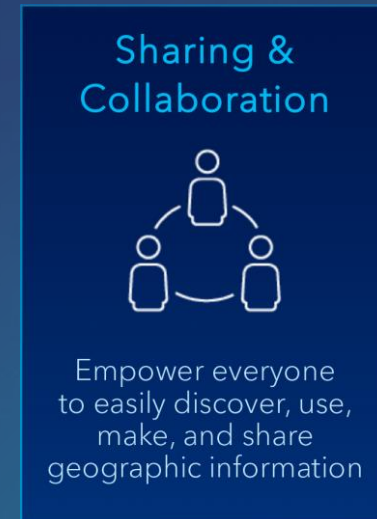 Sharing &
Collaboration
Empower everyone
to easily discover, use,
make, and share
geographic information